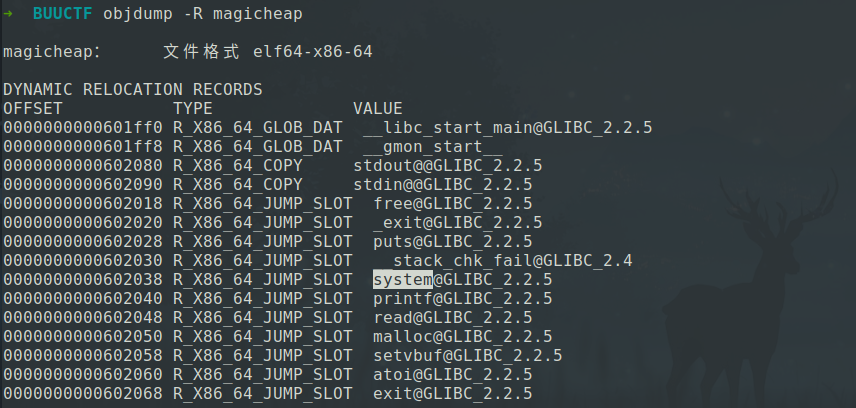 → BUUCTF objdump -R magicheap
magicheap： 文件格式 elf64-x86-64
DYNAMIC RELOCATION RECORDS
OFFSET TYPE VALUE
0000000000601ff0 R_X86_64_GLOB_DAT __libc_start_main@GLIBC_2.2.5
0000000000601ff8 R_X86_64_GLOB_DAT __gmon_start__
0000000000602080 R_X86_64_COPY stdout@@GLIBC_2.2.5
0000000000602090 R_X86_64_COPY stdin@@GLIBC_2.2.5
0000000000602018 R_X86_64_JUMP_SLOT free@GLIBC_2.2.5
0000000000602020 R_X86_64_JUMP_SLOT _exit@GLIBC_2.2.5
0000000000602028 R_X86_64_JUMP_SLOT puts@GLIBC_2.2.5
0000000000602030 R_X86_64_JUMP_SLOT __stack_chk_fail@GLIBC_2.4
0000000000602038 R_X86_64_JUMP_SLOT system@GLIBC_2.2.5
0000000000602040 R_X86_64_JUMP_SLOT printf@GLIBC_2.2.5
0000000000602048 R_X86_64_JUMP_SLOT read@GLIBC_2.2.5
0000000000602050 R_X86_64_JUMP_SLOT malloc@GLIBC_2.2.5
0000000000602058 R_X86_64_JUMP_SLOT setvbuf@GLIBC_2.2.5
0000000000602060 R_X86_64_JUMP_SLOT atoi@GLIBC_2.2.5
0000000000602068 R_X86_64_JUMP_SLOT exit@GLIBC_2.2.5